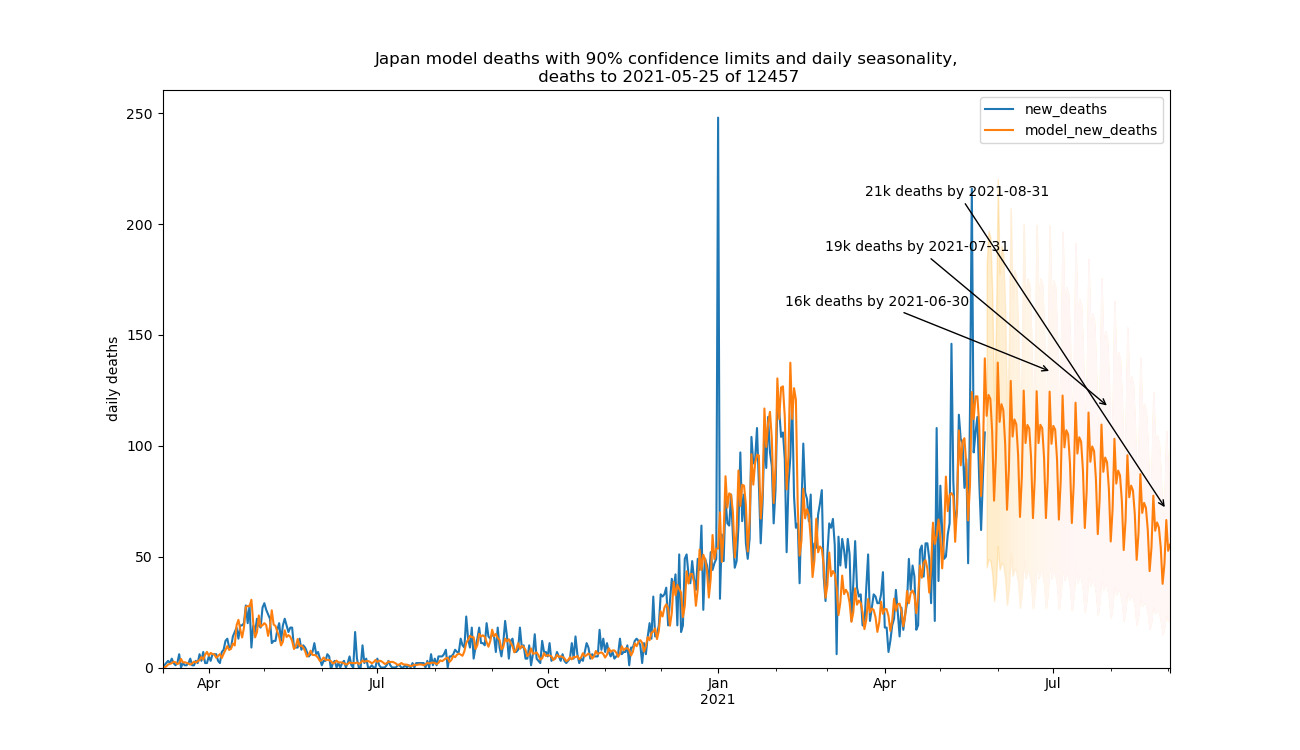 Japan model deaths with 90% confidence limits and daily seasonality,
deaths to 2021-05-25 of 12457
new_deaths
model_new_deaths
21k deaths by 2021-08-31
19k deaths by 2021-07-31
16k deaths by 2021-06-30
daily deaths
250
200
150
100
50
0
Apr
Jul
Oct
Jan
2021
Apr
Jul